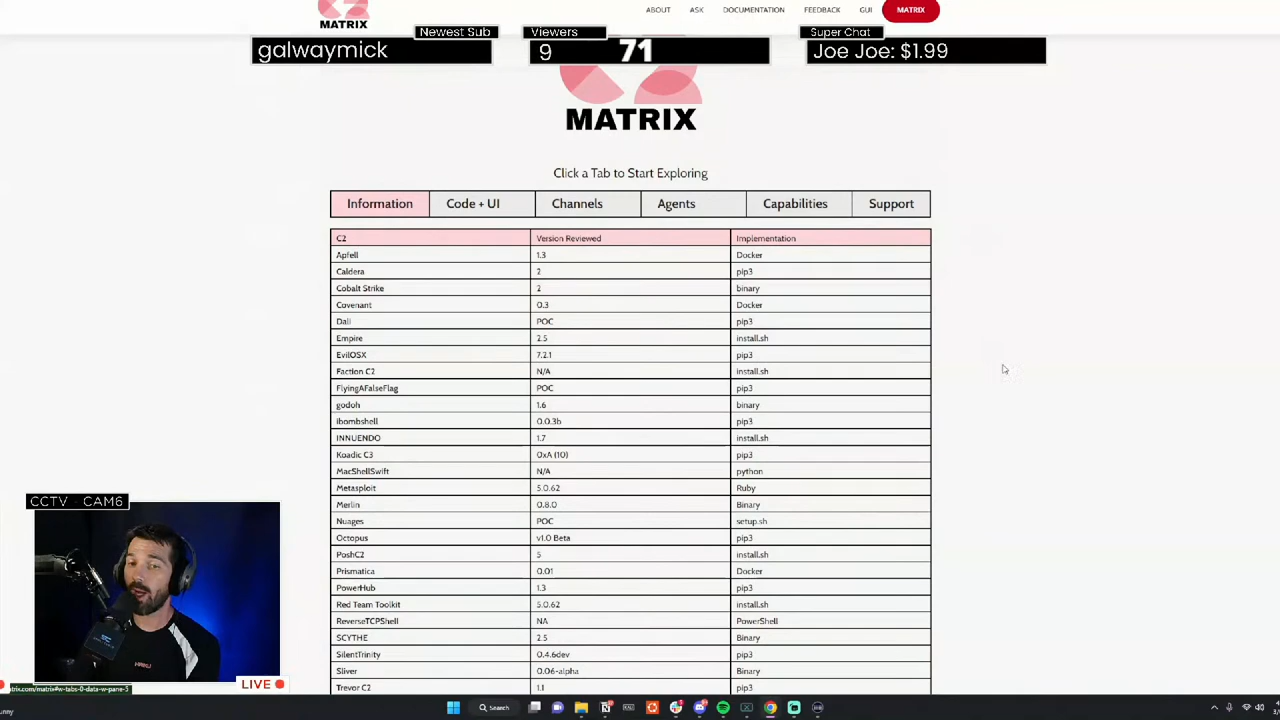 MATRIX
ABOUT
ASK
DOCUMENTATION
FEEDBACK
GUI
MATRIX
Newest Sub
galwaymick
Viewers
9
71
Super Chat
Joe Joe: $1.99
MATRIX
Click a Tab to Start Exploring
Information
Code + UI
Channels
Agents
Capabilities
Support
C2 Version Reviewed Implementation
Apfell 1.3 Docker
Caldera 2 pip3
Cobalt Strike 2 binary
Covenant 0.3 Docker
Dali POC pip3
Empire 2.5 install.sh
EvilOSX 7.2.1 pip3
Faction C2 N/A install.sh
FlyingAFalseFlag POC pip3
godoh 1.6 binary
ibombshell 0.0.3b pip3
INNUENDO 1.7 install.sh
Koadic C3 0xA (10) pip3
MacShellSwift N/A python
Metasploit 5.0.62 Ruby
Merlin 0.8.0 Binary
Nuages POC setup.sh
Octopus v1.0 Beta pip3
PoshC2 5 install.sh
Prismatica 0.01 Docker
PowerHub 1.3 pip3
Red Team Toolkit 5.0.62 install.sh
ReverseTCPShell NA PowerShell
SCYTHE 2.5 Binary
SilentTrinity 0.4.6dev pip3
Sliver 0.06-alpha Binary
Trevor C2 1.1 pip3
CCTV - CAM6
LIVE
atrix.com/matrix#w-tabs-0-data-w-pane-5
Search